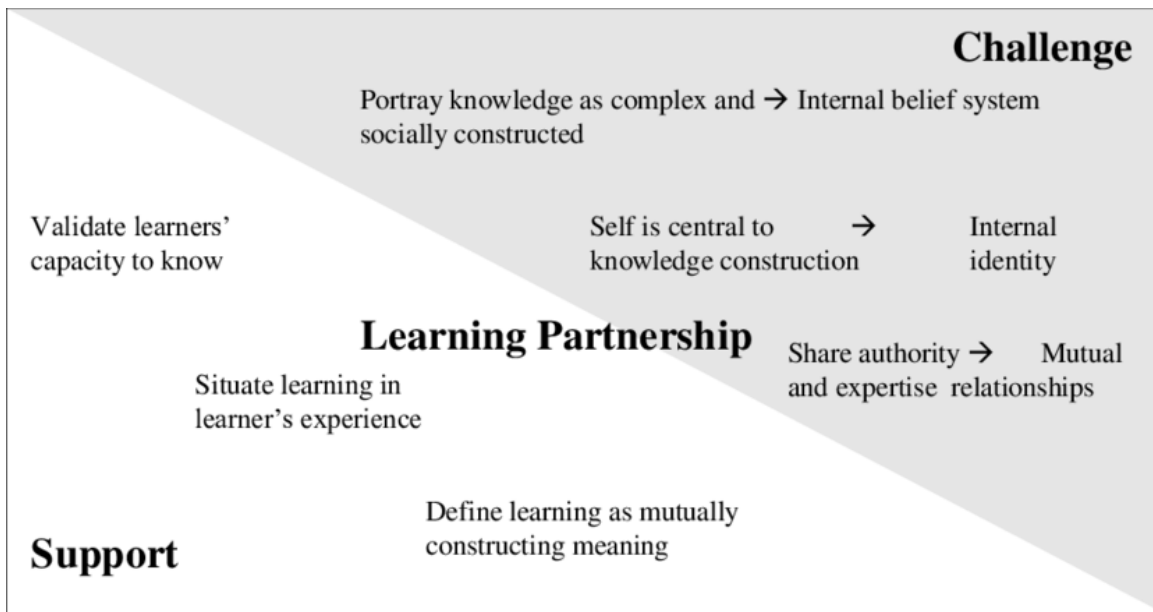 Challenge
Portray knowledge as complex and → Internal belief system
socially constructed
Validate learners’
capacity to know
Self is central to → Internal
knowledge construction identity
Learning Partnership
Share authority → Mutual
and expertise relationships
Situate learning in
learner’s experience
Define learning as mutually
constructing meaning
Support